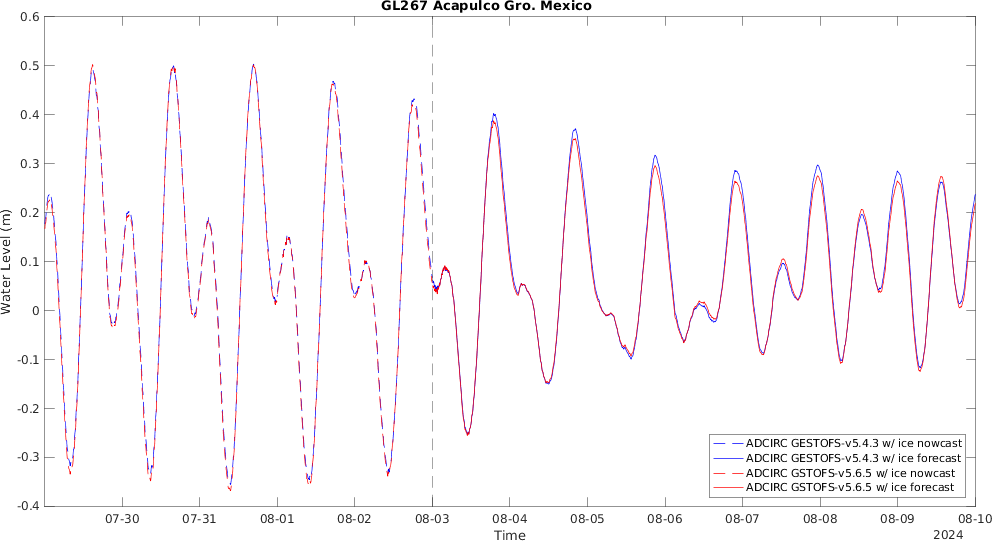 GL267 Acapulco Gro. Mexico
0.6
0.5
0.4
0.3
0.2
0.1
0
-0.1
-0.2
-0.3
-0.4
Water Level (m)
07-30 07-31 08-01 08-02 08-03 08-04 08-05 08-06 08-07 08-08 08-09 08-10
Time
2024
ADCIRC GESTOFS-v5.4.3 w/ ice nowcast
ADCIRC GESTOFS-v5.4.3 w/ ice forecast
ADCIRC GSTOFS-v5.6.5 w/ ice nowcast
ADCIRC GSTOFS-v5.6.5 w/ ice forecast